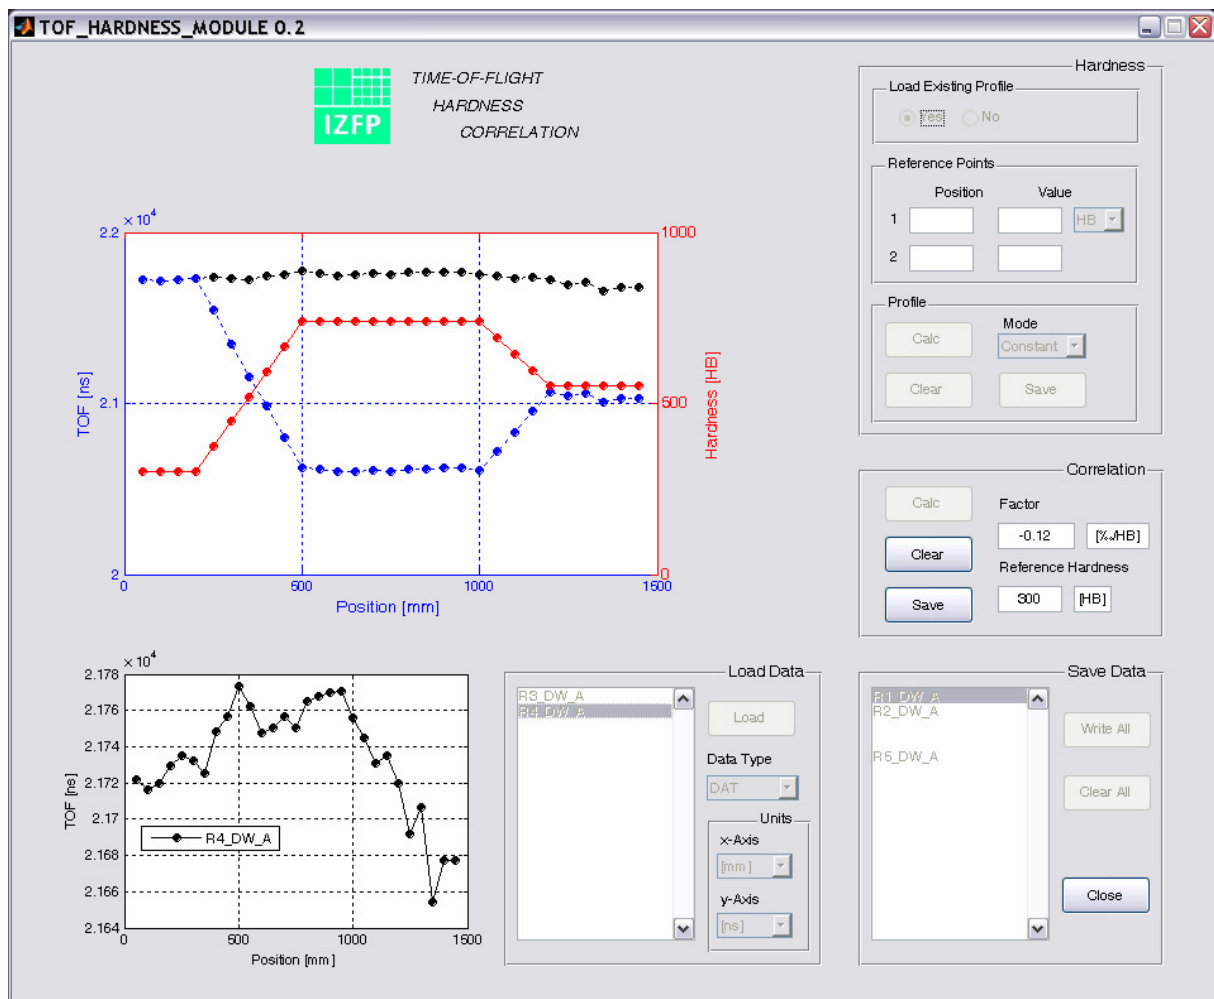 TOF_HARDNESS_MODULE 0.2
IZFP
TIME-OF-FLIGHT
HARDNESS
CORRELATION
Hardness
Load Existing Profile
Yes No
Reference Points
Position Value
1 HB
2
Profile
Calc
Mode
Constant
Clear Save
× 10^4
2.2
2.1
2
TOF [ns]
0 500 1000 1500
Position [mm]
1000
500
0
Hardness [HB]
Correlation
Calc
Factor
-0.12 [‰/HB]
Clear
Reference Hardness
Save
300 [HB]
× 10^4
2.178
2.176
2.174
2.172
2.17
2.168
2.166
2.164
TOF [ns]
R4_DW_A
0 500 1000 1500
Position [mm]
Load Data
R3_DW_A
R4_DW_A
Load
Data Type
DAT
Units
x-Axis
[mm]
y-Axis
[ns]
Save Data
R1_DW_A
R2_DW_A
R5_DW_A
Write All
Clear All
Close